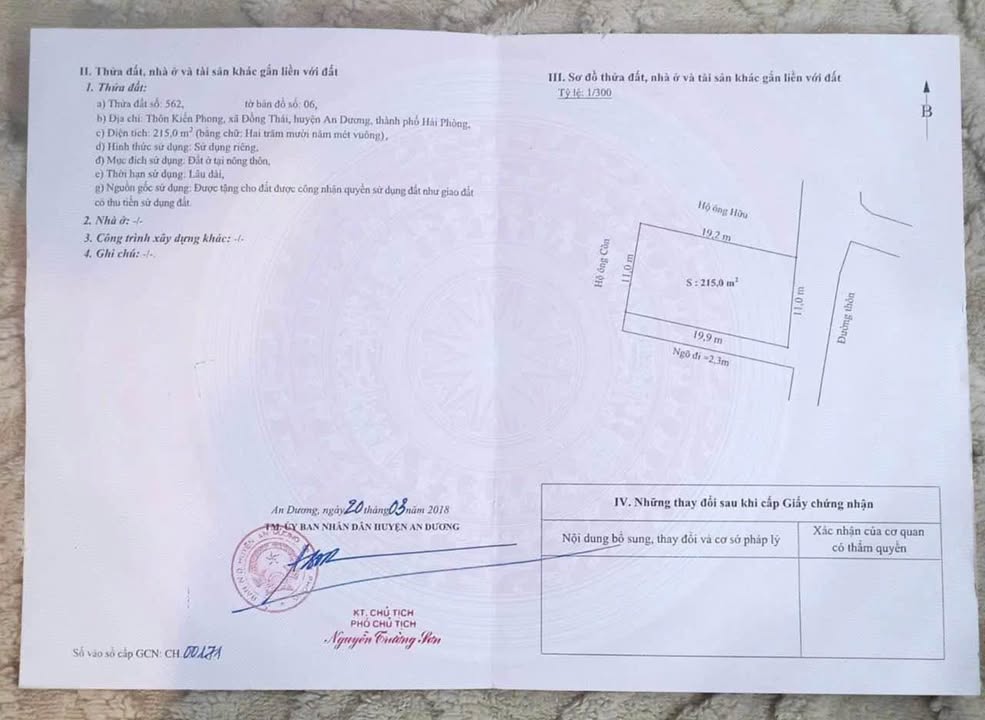 II. Thửa đất, nhà ở và tài sản khác gắn liền với đất
1. Thửa đất:
a) Thửa đất số: 562, tờ bản đồ số: 06,
b) Địa chỉ: Thôn Kiến Phong, xã Đồng Thái, huyện An Dương, thành phố Hải Phòng,
c) Diện tích: 215,0 m² (bằng chữ: Hai trăm mười năm mét vuông),
d) Hình thức sử dụng: Sử dụng riêng,
đ) Mục đích sử dụng: Đất ở tại nông thôn,
e) Thời hạn sử dụng: Lâu dài,
g) Nguồn gốc sử dụng: Được tặng cho đất được công nhận quyền sử dụng đất như giao đất
có thu tiền sử dụng đất.
2. Nhà ở: -/-
3. Công trình xây dựng khác: -/-
4. Ghi chú: -/-.
An Dương, ngày 20 tháng 03 năm 2018
TM. ỦY BAN NHÂN DÂN HUYỆN AN DƯƠNG
KT. CHỦ TỊCH
PHÓ CHỦ TỊCH
Nguyễn Trường Sơn
Số vào sổ cấp GCN: CH 00171
III. Sơ đồ thửa đất, nhà ở và tài sản khác gắn liền với đất
Tỷ lệ: 1/300
B
Hộ ông Hữu
19,2 m
Hộ ông Còn
11,0 m
S : 215,0 m²
11,0 m
Đường thôn
19,9 m
Ngõ đi =2,3m
IV. Những thay đổi sau khi cấp Giấy chứng nhận
Nội dung bổ sung, thay đổi và cơ sở pháp lý
Xác nhận của cơ quan
có thẩm quyền